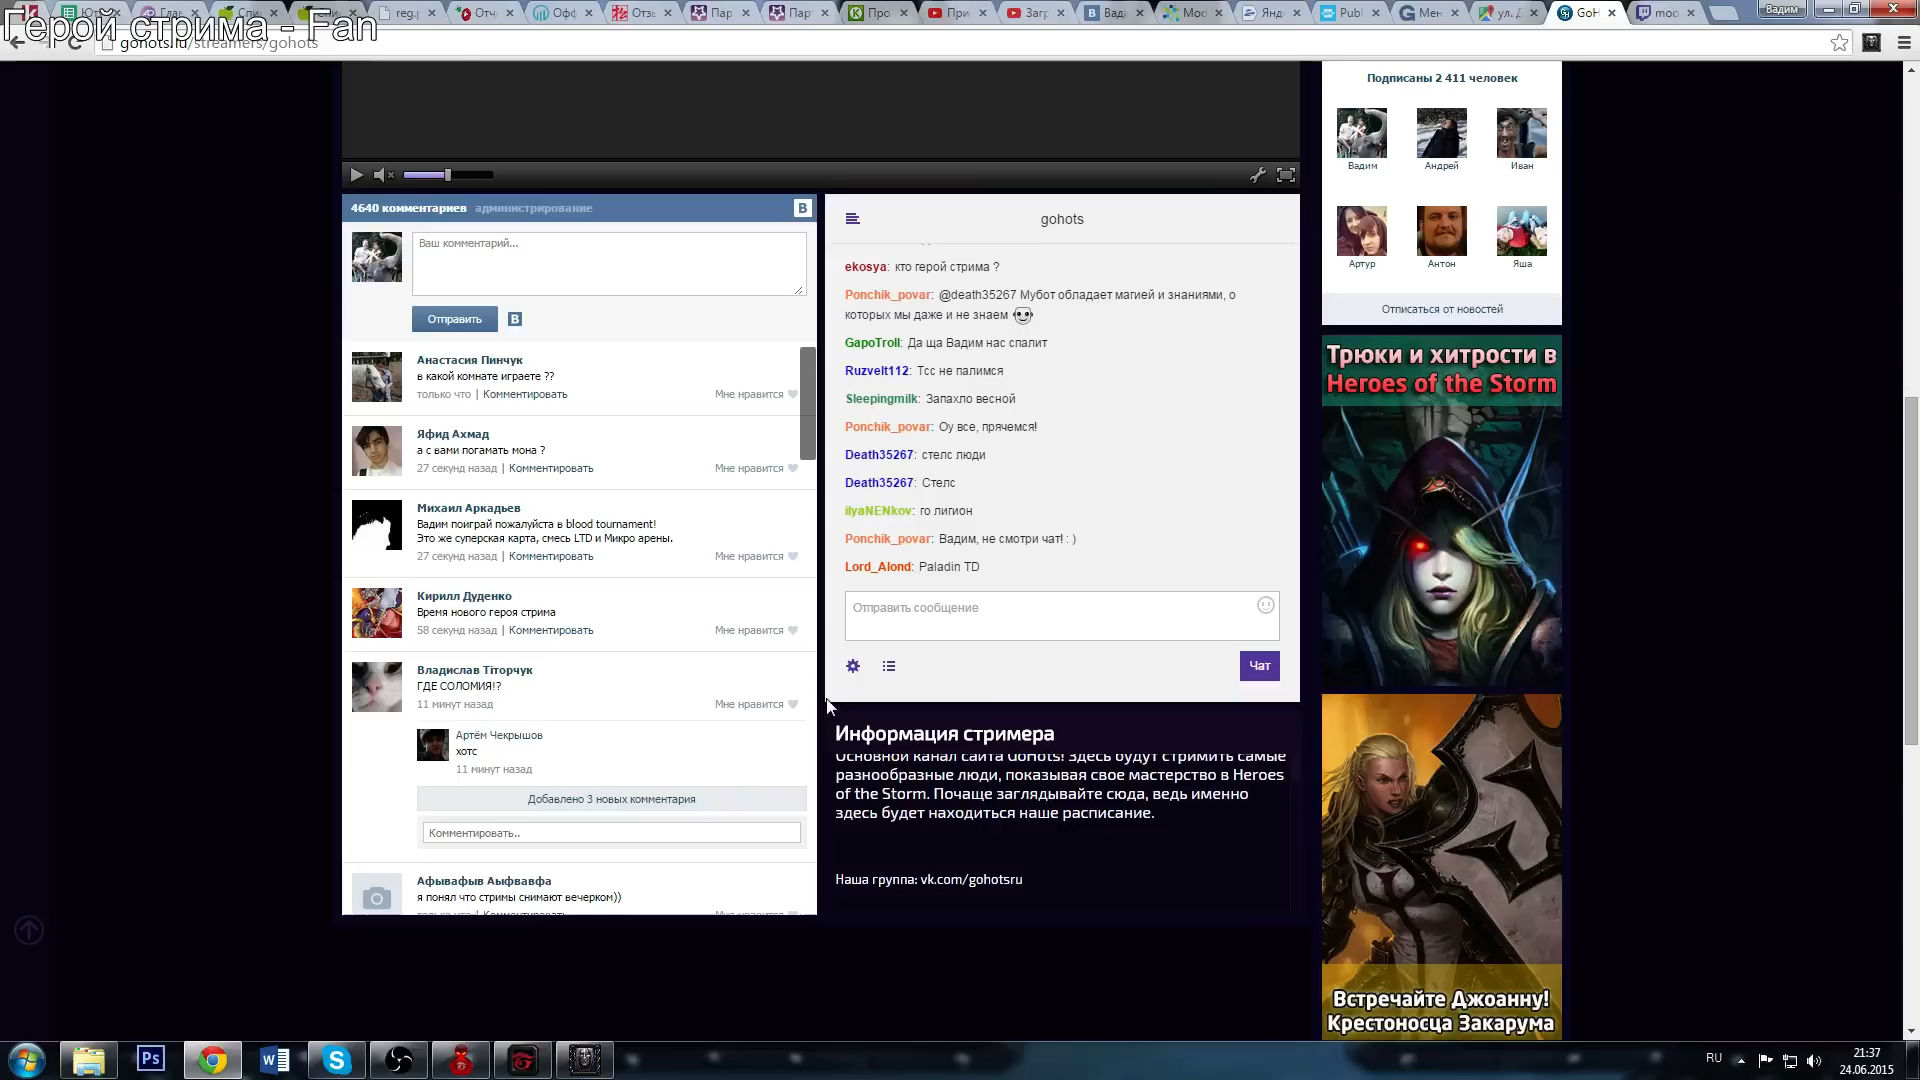 Герой стрима - Fan
Вадим
gohots.ru/streamers/gohots
Подписаны 2 411 человек
Вадим
Андрей
Иван
Артур
Антон
Яша
Отписаться от новостей
4640 комментариев администрирование
Ваш комментарий...
Отправить
Анастасия Пинчук
в какой комнате играете ??
только что | Комментировать
Мне нравится
Яфид Ахмад
а с вами погамать мона ?
27 секунд назад | Комментировать
Мне нравится
Михаил Аркадьев
Вадим поиграй пожалуйста в blood tournament!
Это же суперская карта, смесь LTD и Микро арены.
27 секунд назад | Комментировать
Мне нравится
Кирилл Дуденко
Время нового героя стрима
58 секунд назад | Комментировать
Мне нравится
Владислав Тіторчук
ГДЕ СОЛОМИЯ!?
11 минут назад
Мне нравится
Артём Чекрышов
хотс
11 минут назад
Добавлено 3 новых комментария
Комментировать..
Афывафыв Аыфвавфа
я понял что стримы снимают вечерком))
только что | Комментировать
Мне нравится
gohots
ekosya: кто герой стрима ?
Ponchik_povar: @death35267 Мубот обладает магией и знаниями, о
которых мы даже и не знаем
GapoTroll: Да ща Вадим нас спалит
Ruzvelt112: Тсс не палимся
Sleepingmilk: Запахло весной
Ponchik_povar: Оу все, прячемся!
Death35267: стелс люди
Death35267: Стелс
ilyaNENkov: го лигион
Ponchik_povar: Вадим, не смотри чат! : )
Lord_Alond: Paladin TD
Отправить сообщение
Чат
Информация стримера
Основной канал сайта GoHots! Здесь будут стримить самые
разнообразные люди, показывая свое мастерство в Heroes
of the Storm. Почаще заглядывайте сюда, ведь именно
здесь будет находиться наше расписание.
Наша группа: vk.com/gohotsru
Трюки и хитрости в
Heroes of the Storm
Встречайте Джоанну!
Крестоносца Закарума
RU
21:37
24.06.2015